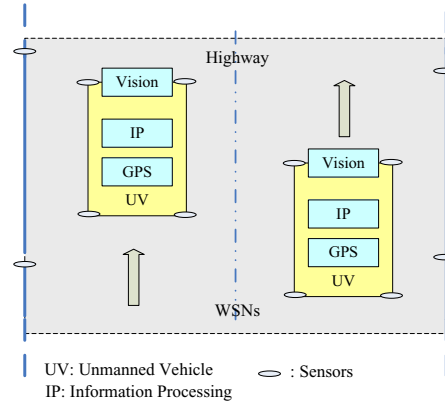 Highway
Vision
IP
GPS
UV
Vision
IP
GPS
UV
WSNs
UV: Unmanned Vehicle
: Sensors
IP: Information Processing